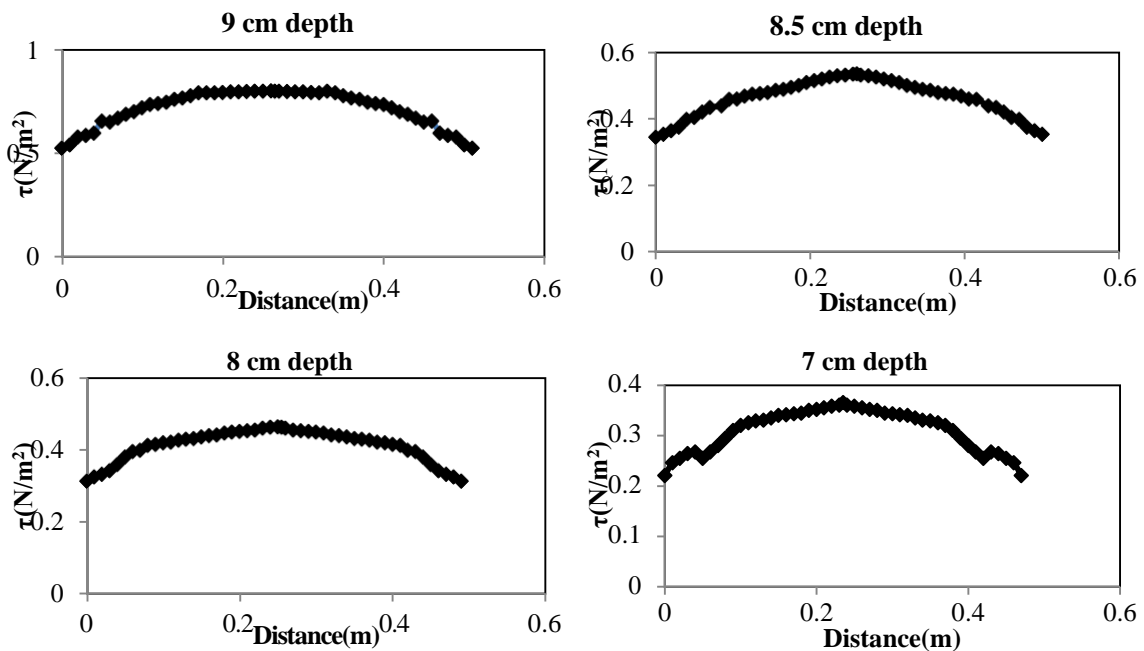 9 cm depth
1
0.5
0
τ(N/m²)
0 0.2 0.4 0.6
Distance(m)
8.5 cm depth
0.6
0.4
0.2
0
τ(N/m²)
0 0.2 0.4 0.6
Distance(m)
8 cm depth
0.6
0.4
0.2
0
τ(N/m²)
0 0.2 0.4 0.6
Distance(m)
7 cm depth
0.4
0.3
0.2
0.1
0
τ(N/m²)
0 0.2 0.4 0.6
Distance(m)